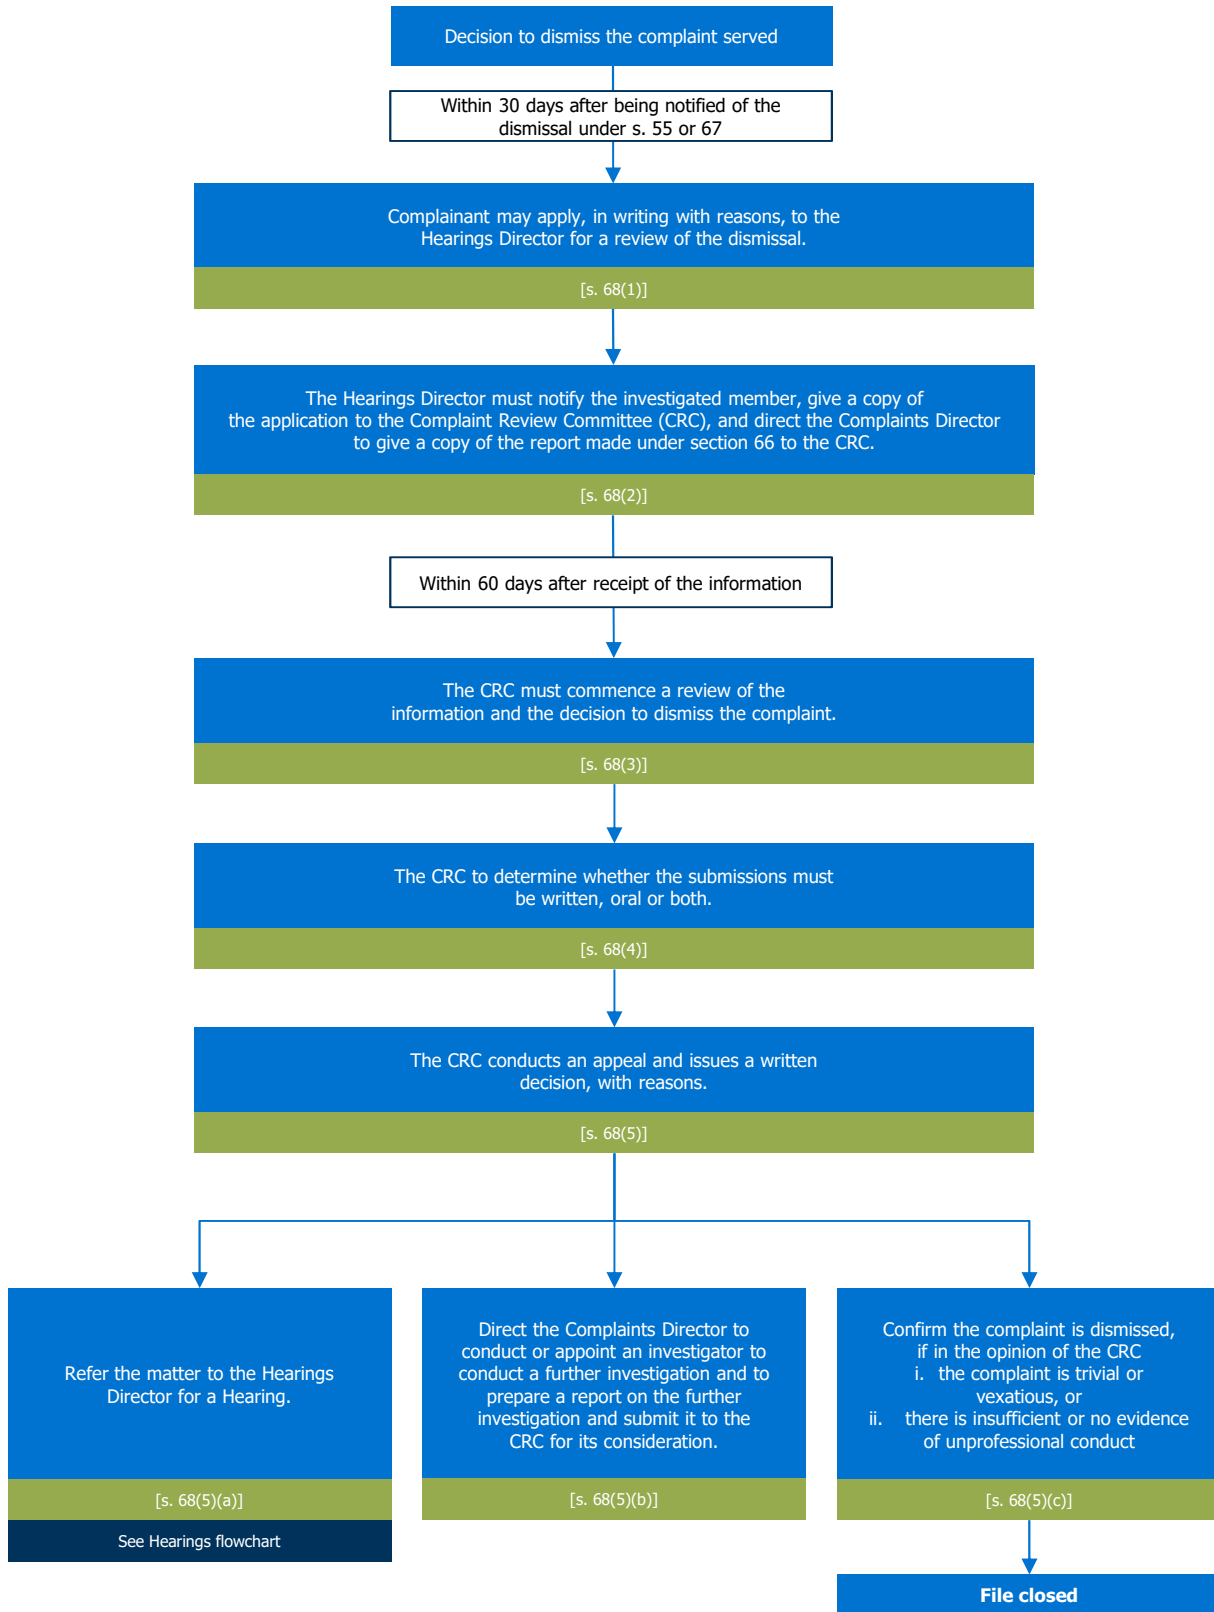 Decision to dismiss the complaint served
Within 30 days after being notified of the
dismissal under s. 55 or 67
Complainant may apply, in writing with reasons, to the
Hearings Director for a review of the dismissal.
[s. 68(1)]
The Hearings Director must notify the investigated member, give a copy of
the application to the Complaint Review Committee (CRC), and direct the Complaints Director
to give a copy of the report made under section 66 to the CRC.
[s. 68(2)]
Within 60 days after receipt of the information
The CRC must commence a review of the
information and the decision to dismiss the complaint.
[s. 68(3)]
The CRC to determine whether the submissions must
be written, oral or both.
[s. 68(4)]
The CRC conducts an appeal and issues a written
decision, with reasons.
[s. 68(5)]
Refer the matter to the Hearings
Director for a Hearing.
[s. 68(5)(a)]
See Hearings flowchart
Direct the Complaints Director to
conduct or appoint an investigator to
conduct a further investigation and to
prepare a report on the further
investigation and submit it to the
CRC for its consideration.
[s. 68(5)(b)]
Confirm the complaint is dismissed,
if in the opinion of the CRC
i. the complaint is trivial or
vexatious, or
ii. there is insufficient or no evidence
of unprofessional conduct
[s. 68(5)(c)]
File closed